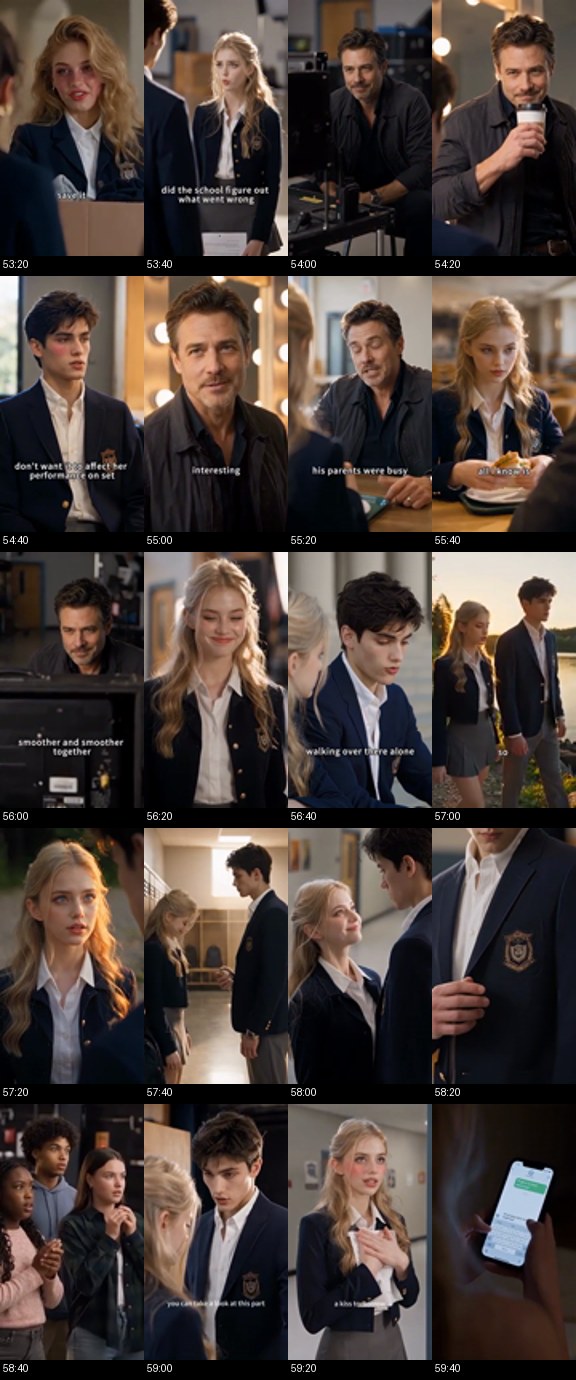 save it
53:20
did the school figure out
what went wrong
53:40
54:00
54:20
don't want to affect her
performance on set
54:40
interesting
55:00
his parents were busy
55:20
all i know is
55:40
smoother and smoother
together
56:00
56:20
walking over there alone
56:40
so
57:00
57:20
57:40
58:00
58:20
58:40
you can take a look at this part
59:00
a kiss
59:20
59:40